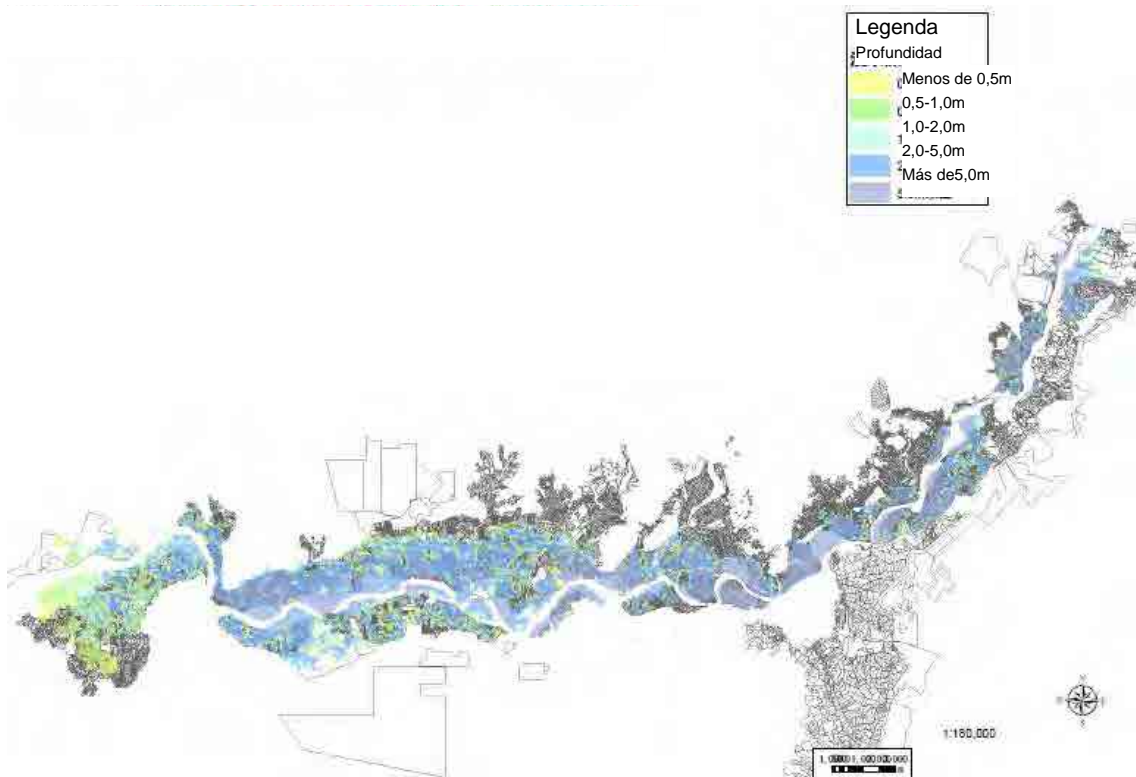 Legenda
Profundidad
Menos de 0,5m
0,5-1,0m
1,0-2,0m
2,0-5,0m
Más de5,0m
1:180,000